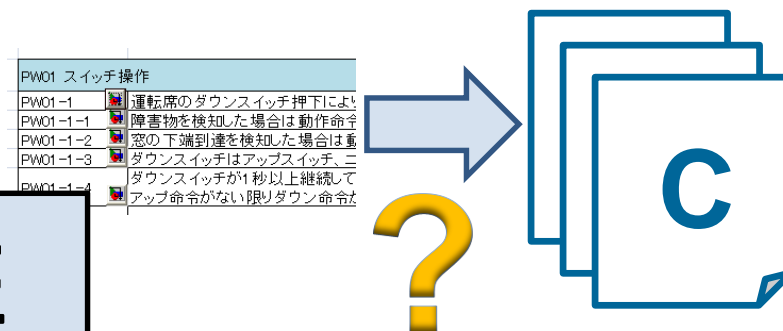 PW01 スイッチ操作
PW01-1 運転席のダウンスイッチ押下によ
PW01-1-1 障害物を検知した場合は動作命令
PW01-1-2 窓の下端到達を検知した場合は動
PW01-1-3 ダウンスイッチはアップスイッチ、ニ
ダウンスイッチが1秒以上継続して
PW01-1-4
アップ命令がない限りダウン命令が
C
?